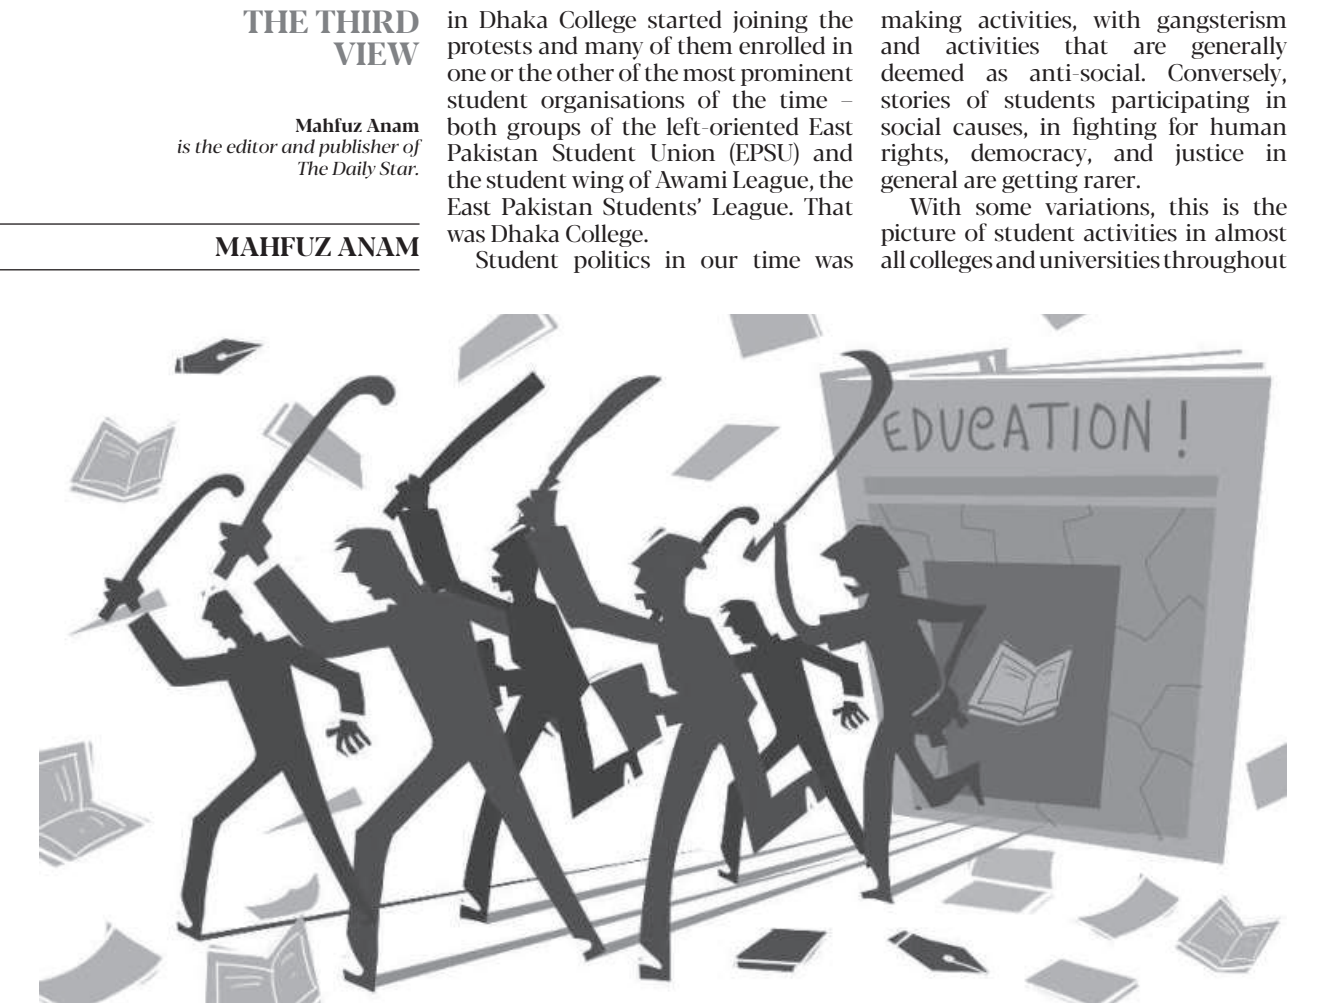 THE THIRD
VIEW
Mahfuz Anam
is the editor and publisher of
The Daily Star.
MAHFUZ ANAM
in Dhaka College started joining the
protests and many of them enrolled in
one or the other of the most prominent
student organisations of the time –
both groups of the left-oriented East
Pakistan Student Union (EPSU) and
the student wing of Awami League, the
East Pakistan Students’ League. That
was Dhaka College.
Student politics in our time was
making activities, with gangsterism
and activities that are generally
deemed as anti-social. Conversely,
stories of students participating in
social causes, in fighting for human
rights, democracy, and justice in
general are getting rarer.
With some variations, this is the
picture of student activities in almost
all colleges and universities throughout
EDUCATION !